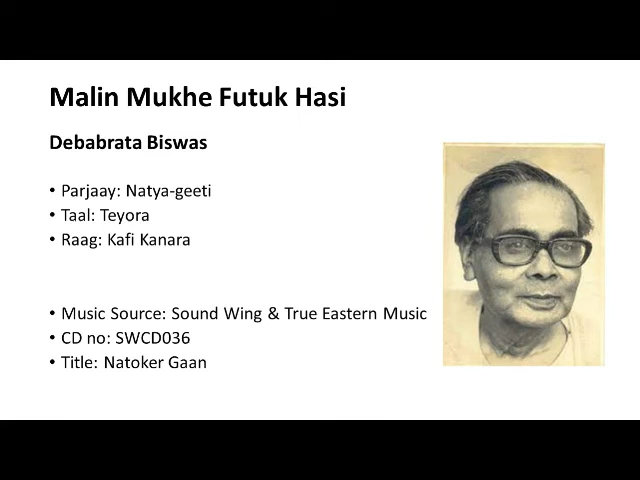 Malin Mukhe Futuk Hasi
Debabrata Biswas
• Parjaay: Natya-geeti
• Taal: Teyora
• Raag: Kafi Kanara
• Music Source: Sound Wing & True Eastern Music
• CD no: SWCD036
• Title: Natoker Gaan